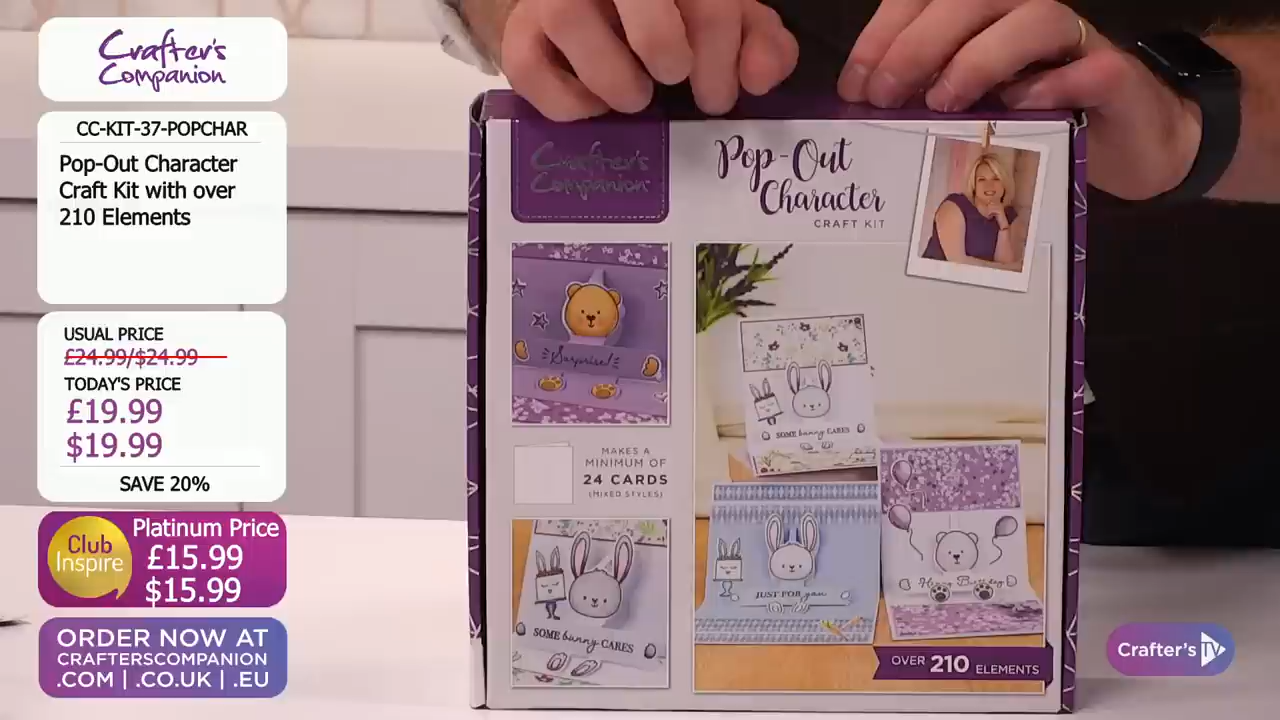 Crafter's
Companion
CC-KIT-37-POPCHAR
Pop-Out Character
Craft Kit with over
210 Elements
USUAL PRICE
£24.99/$24.99
TODAY'S PRICE
£19.99
$19.99
SAVE 20%
Club
Inspire
Platinum Price
£15.99
$15.99
ORDER NOW AT
CRAFTERSCOMPANION
.COM | .CO.UK | .EU
Crafter's
Companion
Pop-Out
Character
CRAFT KIT
Surprise!
MAKES A
MINIMUM OF
24 CARDS
(MIXED STYLES)
SOME bunny CARES
SOME bunny CARES
JUST FOR you
Happy Birthday
OVER 210 ELEMENTS
Crafter's TV